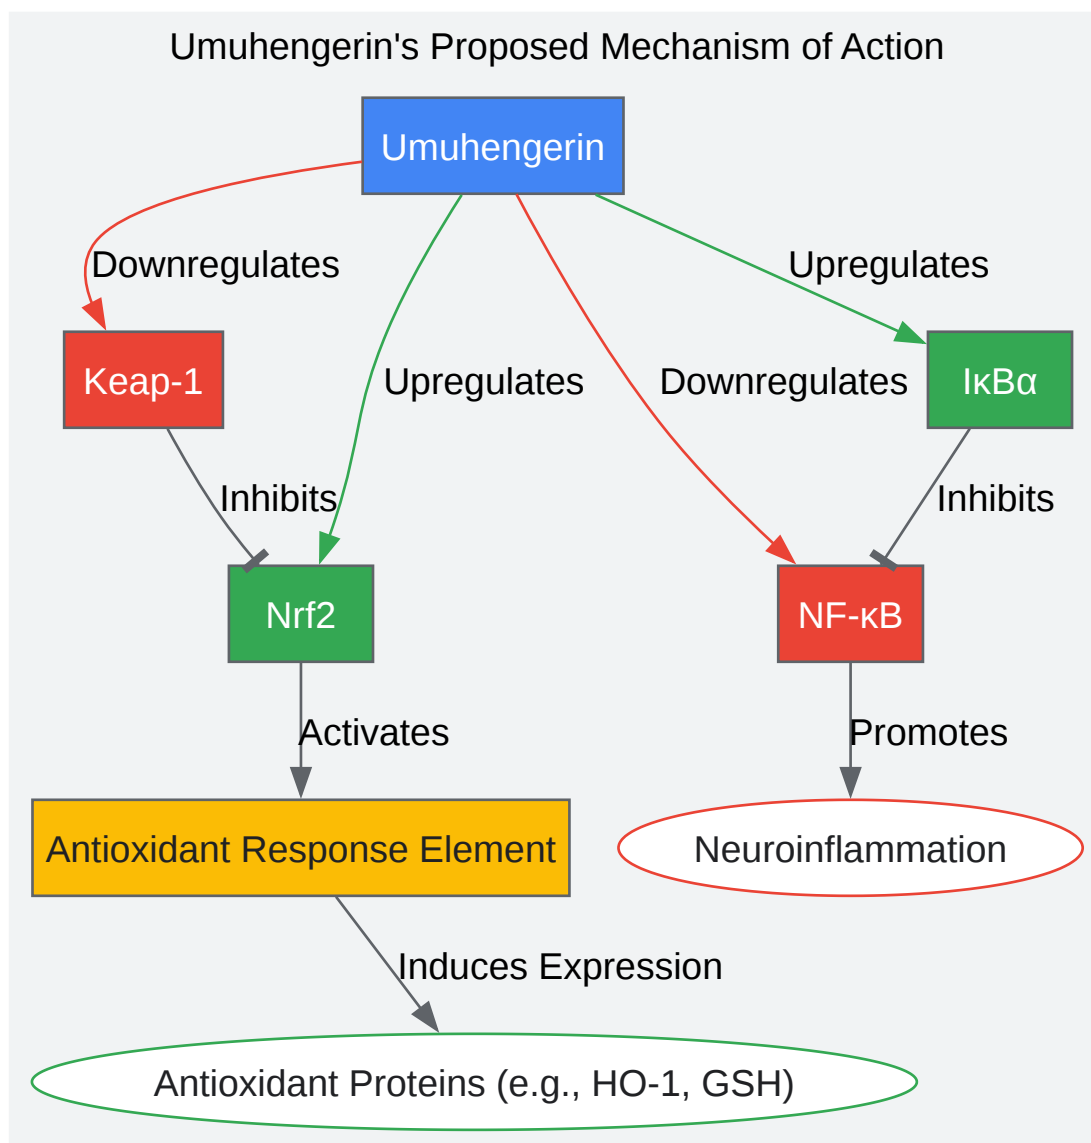 Umuhengerin's Proposed Mechanism of Action
Umuhengerin
Downregulates
Upregulates
Keap-1
Upregulates
Downregulates
IκBα
Inhibits
Inhibits
Nrf2
NF-κB
Activates
Promotes
Antioxidant Response Element
Neuroinflammation
Induces Expression
Antioxidant Proteins (e.g., HO-1, GSH)